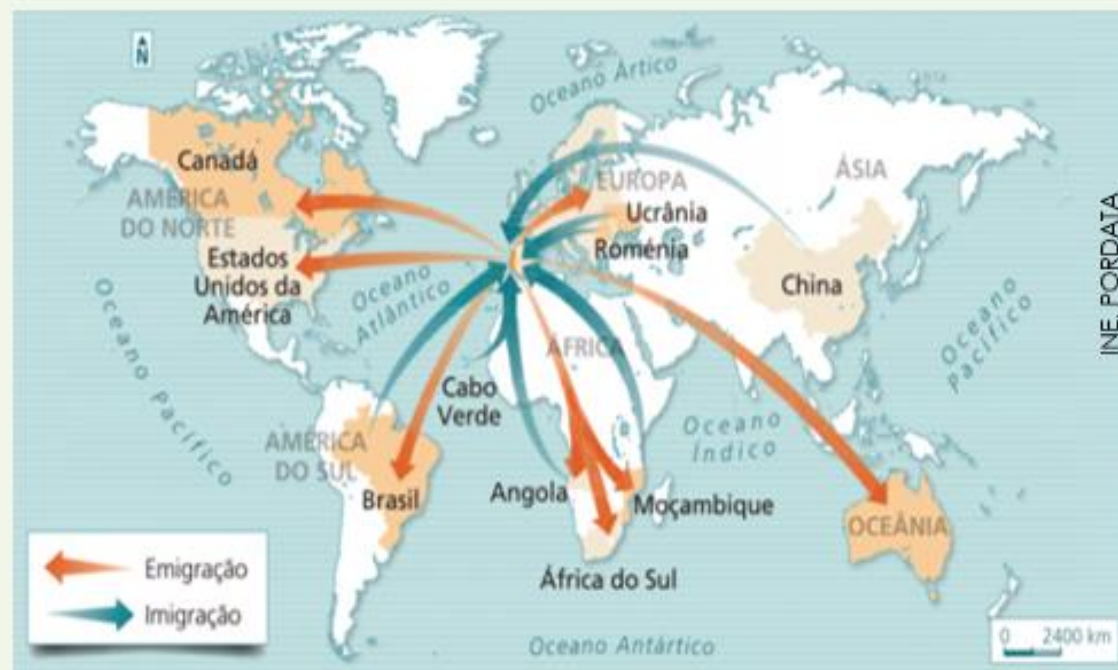 N
Oceano Ártico
Canadá
AMÉRICA
DO NORTE
Estados
Unidos da
América
Oceano
Atlântico
EUROPA
Ucrânia
Roménia
ÁSIA
China
Oceano
Pacífico
Oceano Pacífico
ÁFRICA
Cabo
Verde
Oceano
Índico
AMÉRICA
DO SUL
Brasil
Angola
Moçambique
África do Sul
OCEÂNIA
Oceano Antártico
Emigração
Imigração
0 2400 km
INE, PORDATA